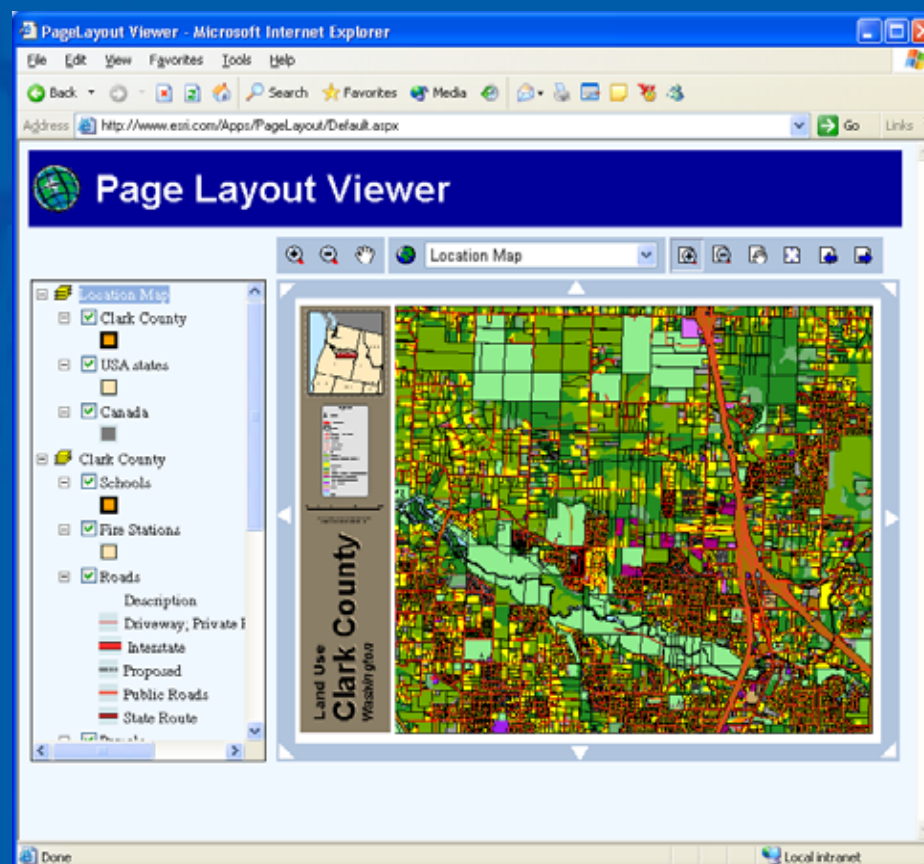 PageLayout Viewer - Microsoft Internet Explorer
File Edit View Favorites Tools Help
Back Search Favorites Media
Address http://www.esri.com/Apps/PageLayout/Default.aspx Go Links
Page Layout Viewer
Location Map
Location Map
Clark County
USA states
Canada
Clark County
Schools
Fire Stations
Roads
Description
Driveway; Private
Interstate
Proposed
Public Roads
State Route
Land Use
Clark County
Washington
Done Local intranet